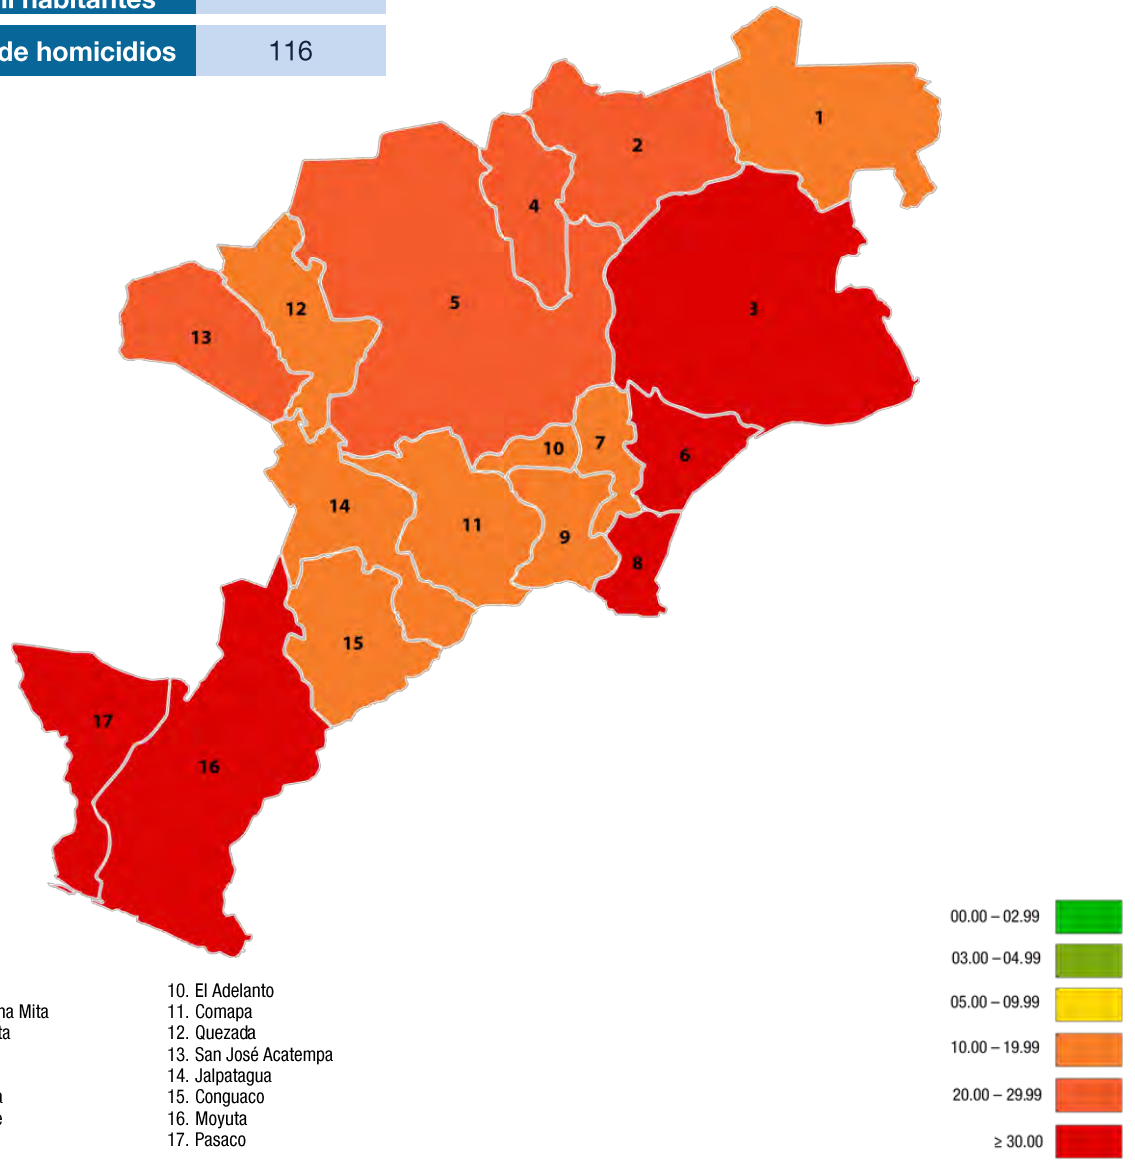 habitantes
de homicidios 116
1
2
4
3
5
12
13
10
7
6
14
11
9
8
15
17
16
00.00 – 02.99
03.00 – 04.99
05.00 – 09.99
10.00 – 19.99
20.00 – 29.99
≥ 30.00
Mita
10. El Adelanto
11. Comapa
12. Quezada
13. San José Acatempa
14. Jalpatagua
15. Conguaco
16. Moyuta
17. Pasaco